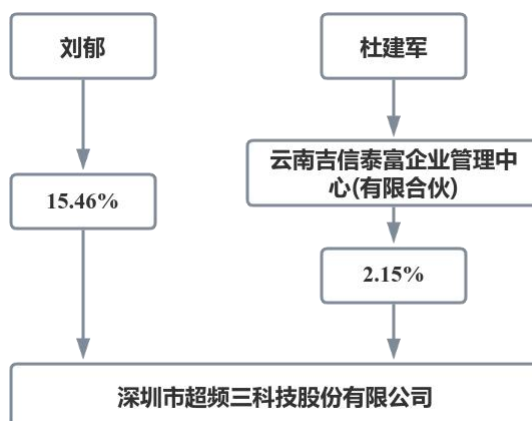 刘郁
杜建军
云南吉信泰富企业管理中
心(有限合伙)
15.46%
2.15%
深圳市超频三科技股份有限公司